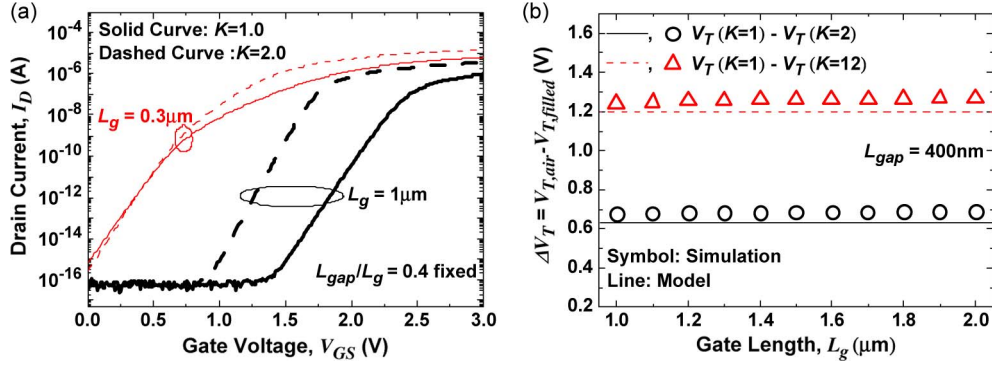 (a)
Solid Curve: K=1.0
Dashed Curve :K=2.0
L_g = 0.3μm
L_g = 1μm
L_gap/L_g = 0.4 fixed
Drain Current, I_D (A)
10^-4
10^-6
10^-8
10^-10
10^-12
10^-14
10^-16
0.0 0.5 1.0 1.5 2.0 2.5 3.0
Gate Voltage, V_GS (V)
(b)
, V_T (K=1) - V_T (K=2)
, V_T (K=1) - V_T (K=12)
L_gap = 400nm
Symbol: Simulation
Line: Model
ΔV_T = V_T,air - V_T,filled (V)
1.6
1.4
1.2
1.0
0.8
0.6
0.4
0.2
1.0 1.2 1.4 1.6 1.8 2.0
Gate Length, L_g (μm)